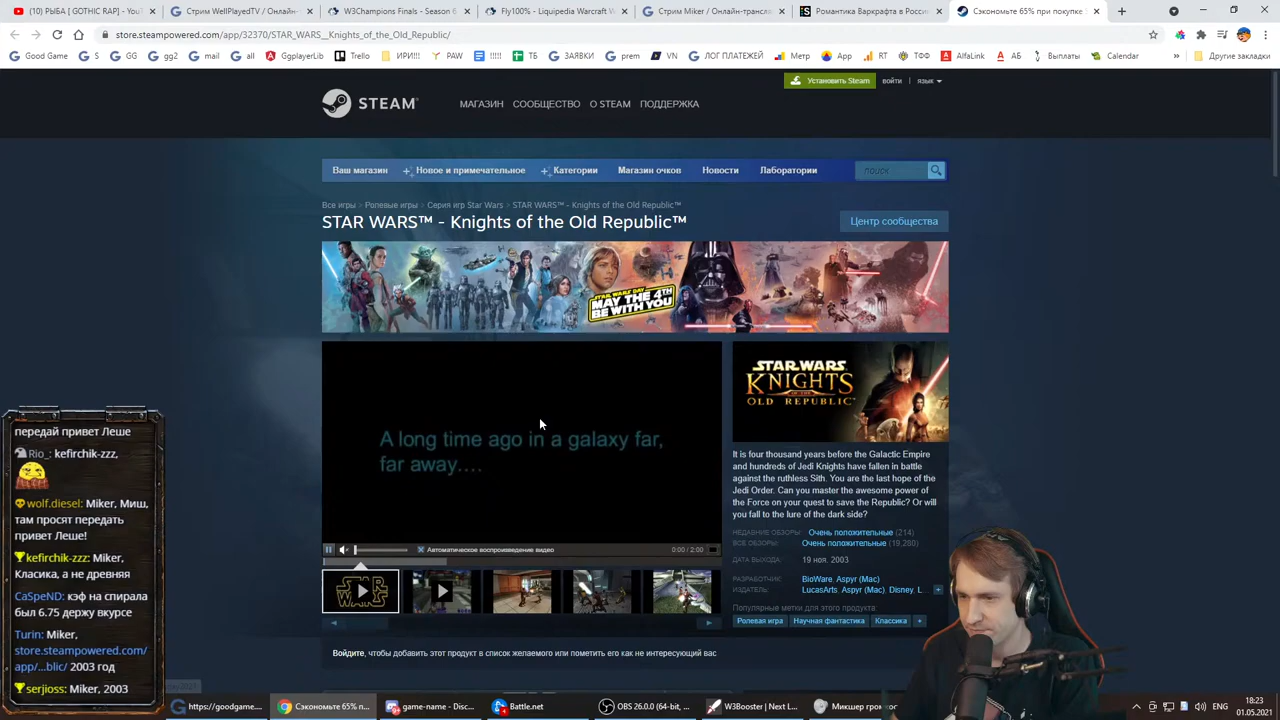 (2) [РЫБА] КОРОЛЬ - You
Стрим WellPlayedTV / Онлайн
STAR Champions Finals - Season 6
Fly100% - Liquipedia Warcraft
Стрим Miker / Онлайн
Романтика Powercreep
Сэкономьте 65% при покупке S
store.steampowered.com/app/32370/STAR_WARS__Knights_of_the_Old_Republic/
Good Game
GG
gg2
mail
all
GgplayerLib
Trello
ИРИ!!!
YAW
!!!!
ТБ
ЗАЯВКИ
prem
VN
ЛОГ ПЛАТЕЖЕЙ
Метр
Ad
RT
ТФФ
AlfaLink
АБ
Выплаты
Calendar
»
Другие закладки
Установить Steam
войти | язык
STEAM
МАГАЗИН СООБЩЕСТВО О STEAM ПОДДЕРЖКА
Ваш магазин Новое и примечательное Категории Магазин очков Новости Лаборатории поиск
Все игры > Ролевые игры > Серия игр Star Wars > STAR WARS™ - Knights of the Old Republic™
STAR WARS™ - Knights of the Old Republic™
Центр сообщества
STAR WARS DAY
MAY THE 4TH
BE WITH YOU
A long time ago in a galaxy far,
far away....
Автоматическое воспроизведение видео 0:00 / 2:00
STAR WARS
KNIGHTS
OF THE
OLD REPUBLIC
It is four thousand years before the Galactic Empire
and hundreds of Jedi Knights have fallen in battle
against the ruthless Sith. You are the last hope of the
Jedi Order. Can you master the awesome power of
the Force on your quest to save the Republic? Or will
you fall to the lure of the dark side?
НЕДАВНИЕ ОБЗОРЫ: Очень положительные (214)
ВСЕ ОБЗОРЫ: Очень положительные (19,280)
ДАТА ВЫХОДА: 19 ноя. 2003
РАЗРАБОТЧИК: BioWare, Aspyr (Mac)
ИЗДАТЕЛЬ: LucasArts, Aspyr (Mac), Disney, L... +
Популярные метки для этого продукта:
Ролевая игра Научная фантастика Классика +
Войдите, чтобы добавить этот продукт в список желаемого или пометить его как не интересующий вас
передай привет Леше
Rio_: kefirchik-zzz,
wolf.diesel: Miker, Миш,
там просят передать
привет Леше!
kefirchik-zzz: Miker,
Класика, а не древняя
CaSpEND: кэф на спирала
был 6.75 держу вкурсе
Turin: Miker,
store.steampowered.com/
app/...blic/ 2003 год
serjioss: Miker, 2003
https://goodgame.…
Сэкономьте 65% п…
game-name - Disco…
Battle.net
OBS 26.0.0 (64-bit, …
W3Booster | Next L…
Микшер громкос…
ENG
18:23
01.05.2021